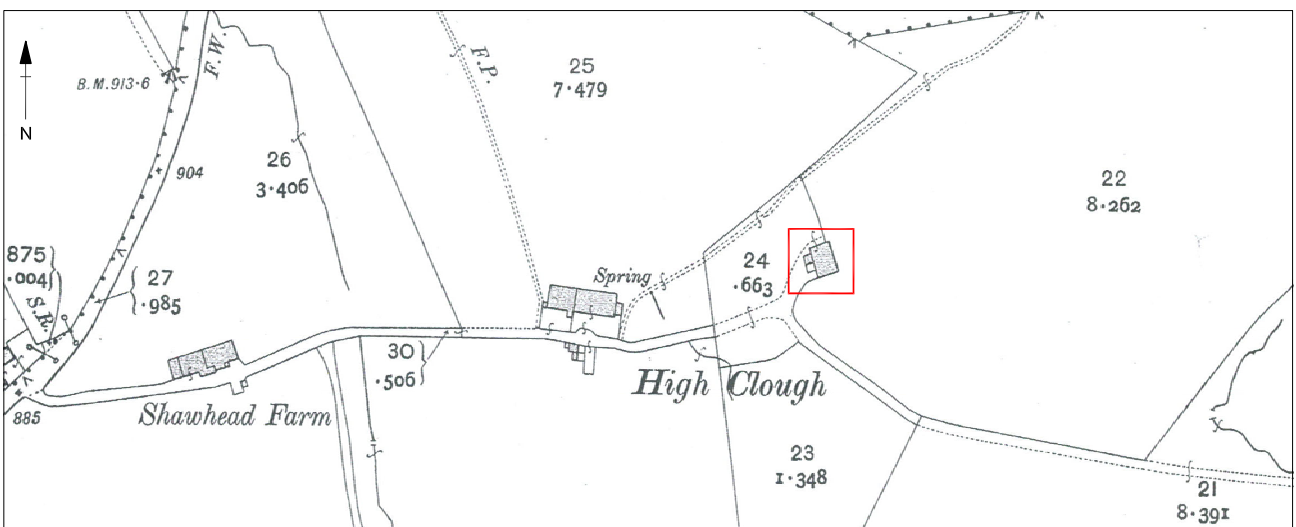 F.W.
F.P.
25
7·479
B.M.913·6
N
26
3·406
904
22
8·262
875
·004
27
·985
S.R.
Spring
24
·663
30
·506
High Clough
Shawhead Farm
885
23
1·348
21
8·391